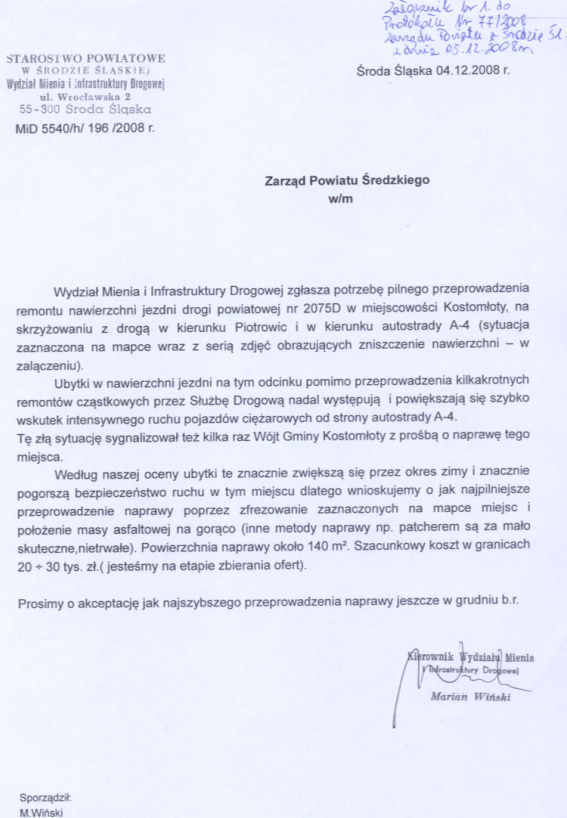 Załącznik Nr 1. do
Protokołu Nr 77/2008
Zarządu Powiatu w Środzie Śl.
z dnia 05.12.2008r.
STAROSTWO POWIATOWE
W ŚRODZIE ŚLĄSKIEJ
Wydział Mienia i Infrastruktury Drogowej
ul. Wrocławska 2
55-300 Środa Śląska
Środa Śląska 04.12.2008 r.
MiD 5540/h/ 196 /2008 r.
Zarząd Powiatu Średzkiego
w/m
Wydział Mienia i Infrastruktury Drogowej zgłasza potrzebę pilnego przeprowadzenia
remontu nawierzchni jezdni drogi powiatowej nr 2075D w miejscowości Kostomłoty, na
skrzyżowaniu z drogą w kierunku Piotrowic i w kierunku autostrady A-4 (sytuacja
zaznaczona na mapce wraz z serią zdjęć obrazujących zniszczenie nawierzchni – w
załączeniu).
Ubytki w nawierzchni jezdni na tym odcinku pomimo przeprowadzenia kilkakrotnych
remontów cząstkowych przez Służbę Drogową nadal występują i powiększają się szybko
wskutek intensywnego ruchu pojazdów ciężarowych od strony autostrady A-4.
Tę złą sytuację sygnalizował też kilka raz Wójt Gminy Kostomłoty z prośbą o naprawę tego
miejsca.
Według naszej oceny ubytki te znacznie zwiększą się przez okres zimy i znacznie
pogorszą bezpieczeństwo ruchu w tym miejscu dlatego wnioskujemy o jak najpilniejsze
przeprowadzenie naprawy poprzez zfrezowanie zaznaczonych na mapce miejsc i
położenie masy asfaltowej na gorąco (inne metody naprawy np. patcherem są za mało
skuteczne,nietrwałe). Powierzchnia naprawy około 140 m². Szacunkowy koszt w granicach
20 ÷ 30 tys. zł.( jesteśmy na etapie zbierania ofert).
Prosimy o akceptację jak najszybszego przeprowadzenia naprawy jeszcze w grudniu b.r.
Kierownik Wydziału Mienia
i Infrastruktury Drogowej
Marian Wiński
Sporządził:
M.Wiński